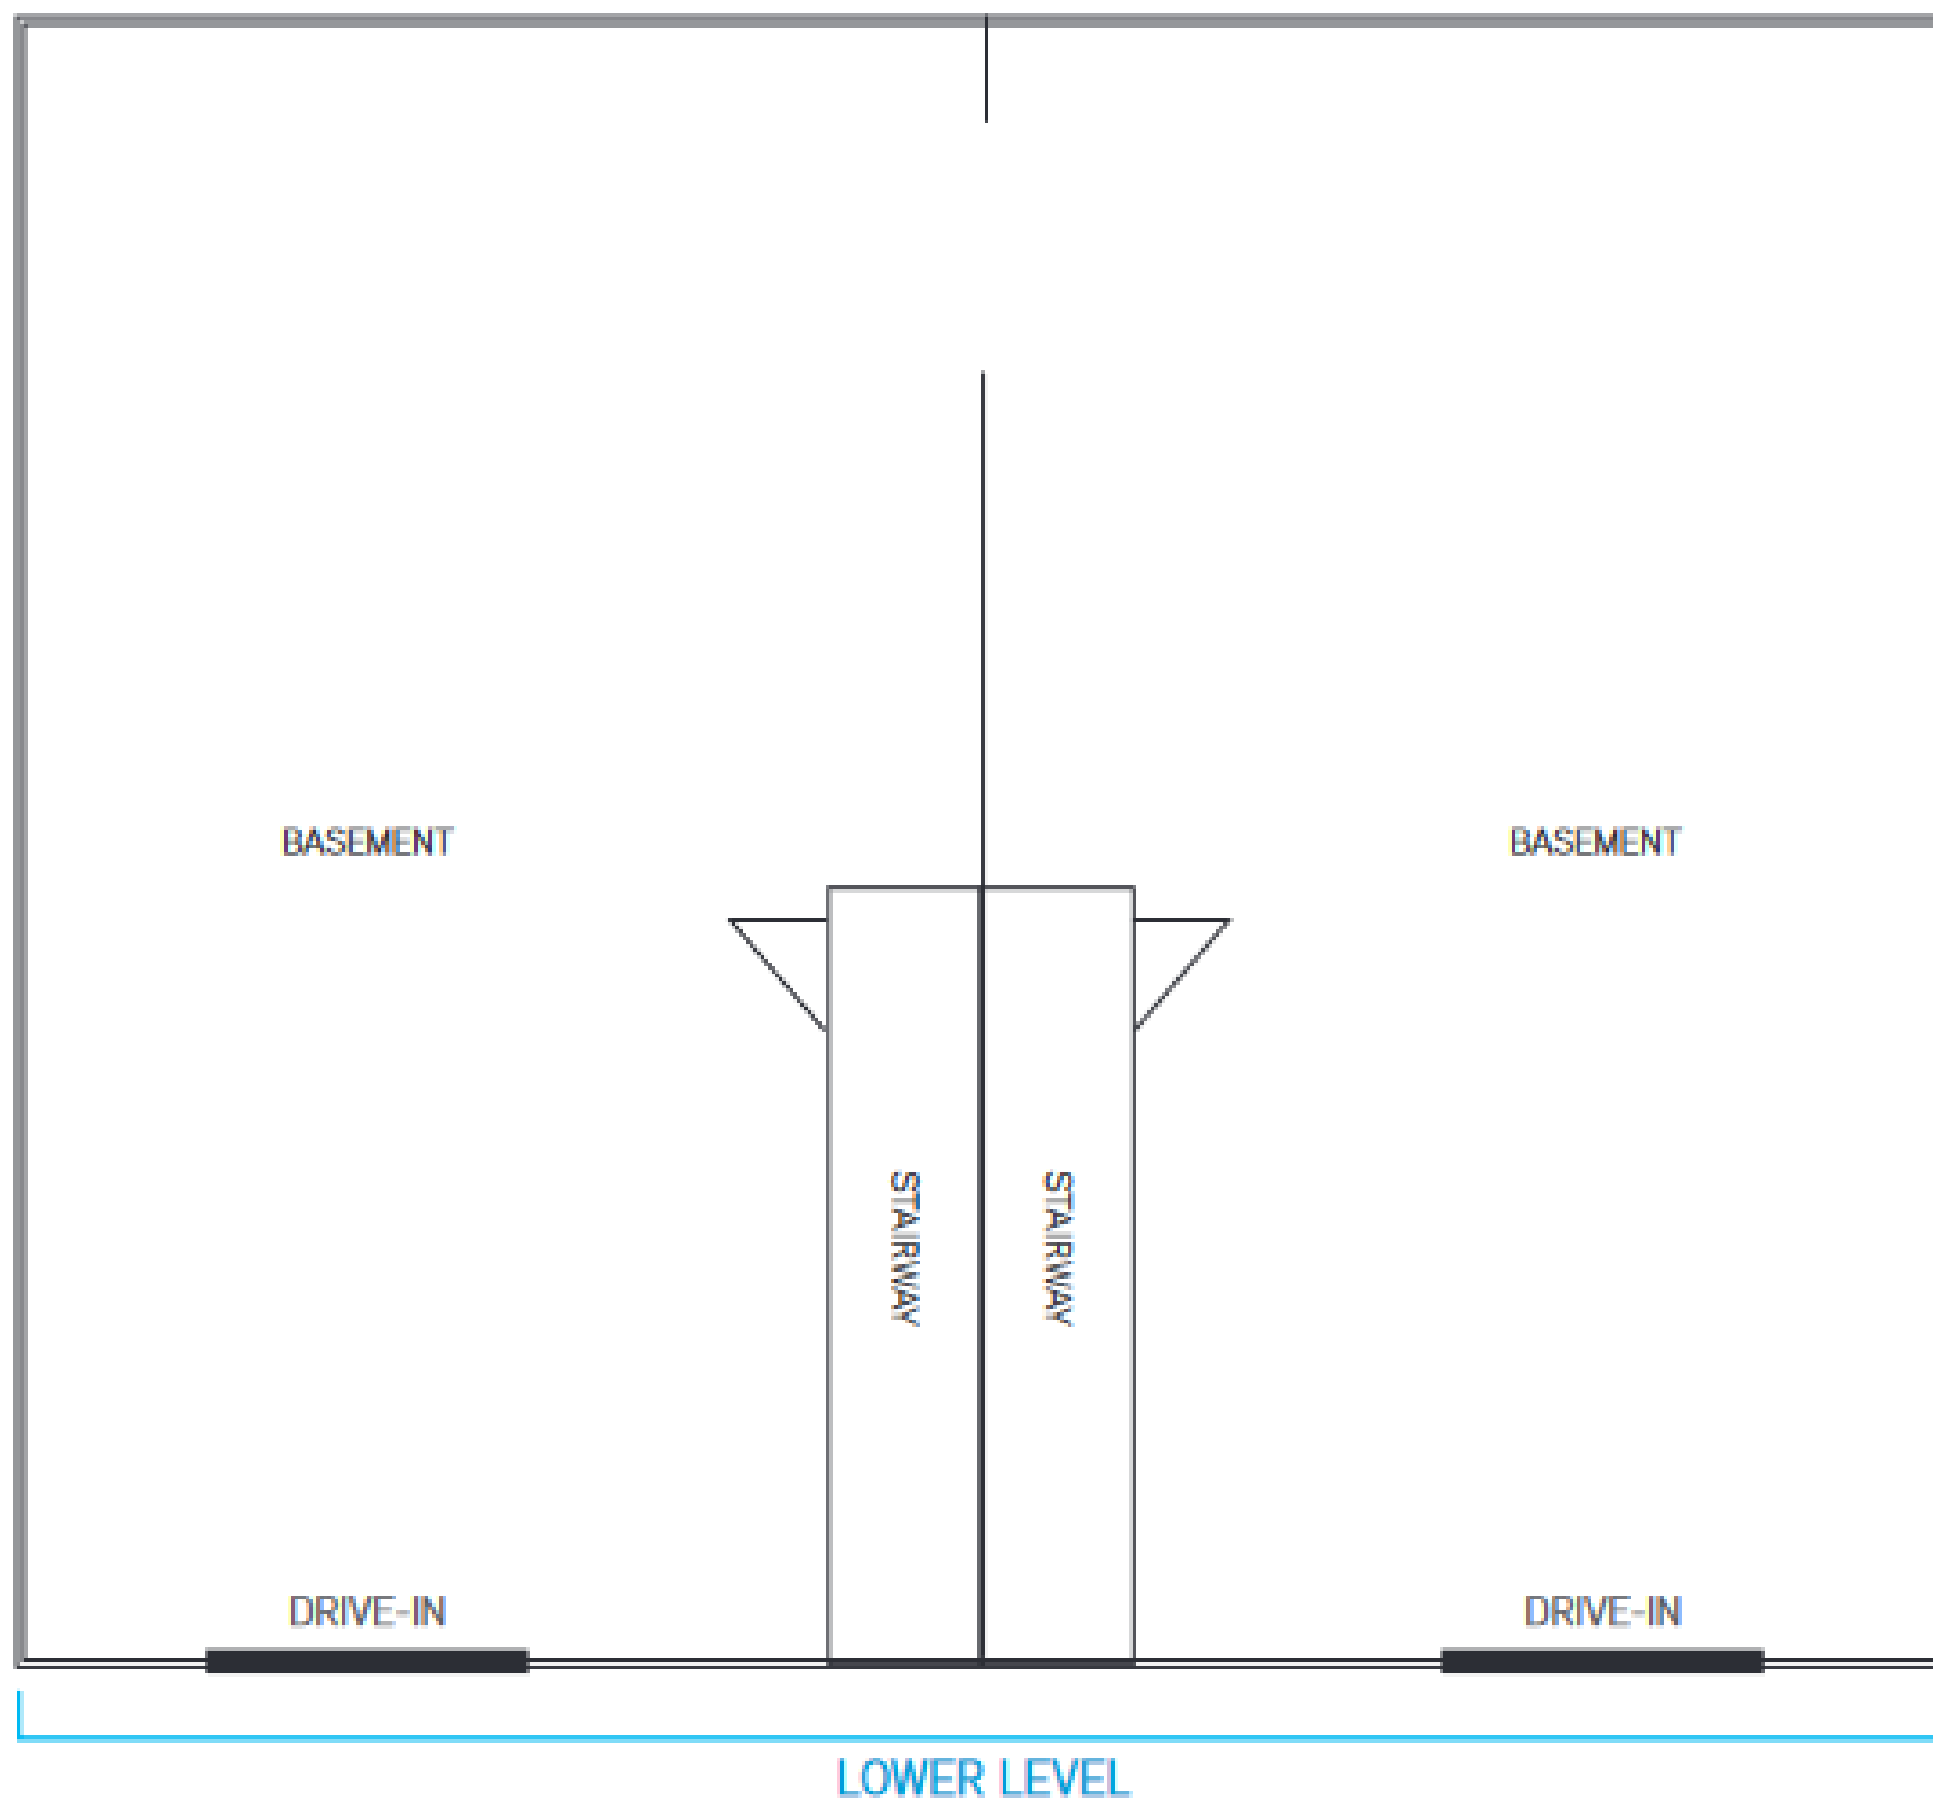 BASEMENT
BASEMENT
STAIRWAY
STAIRWAY
DRIVE-IN
DRIVE-IN
LOWER LEVEL